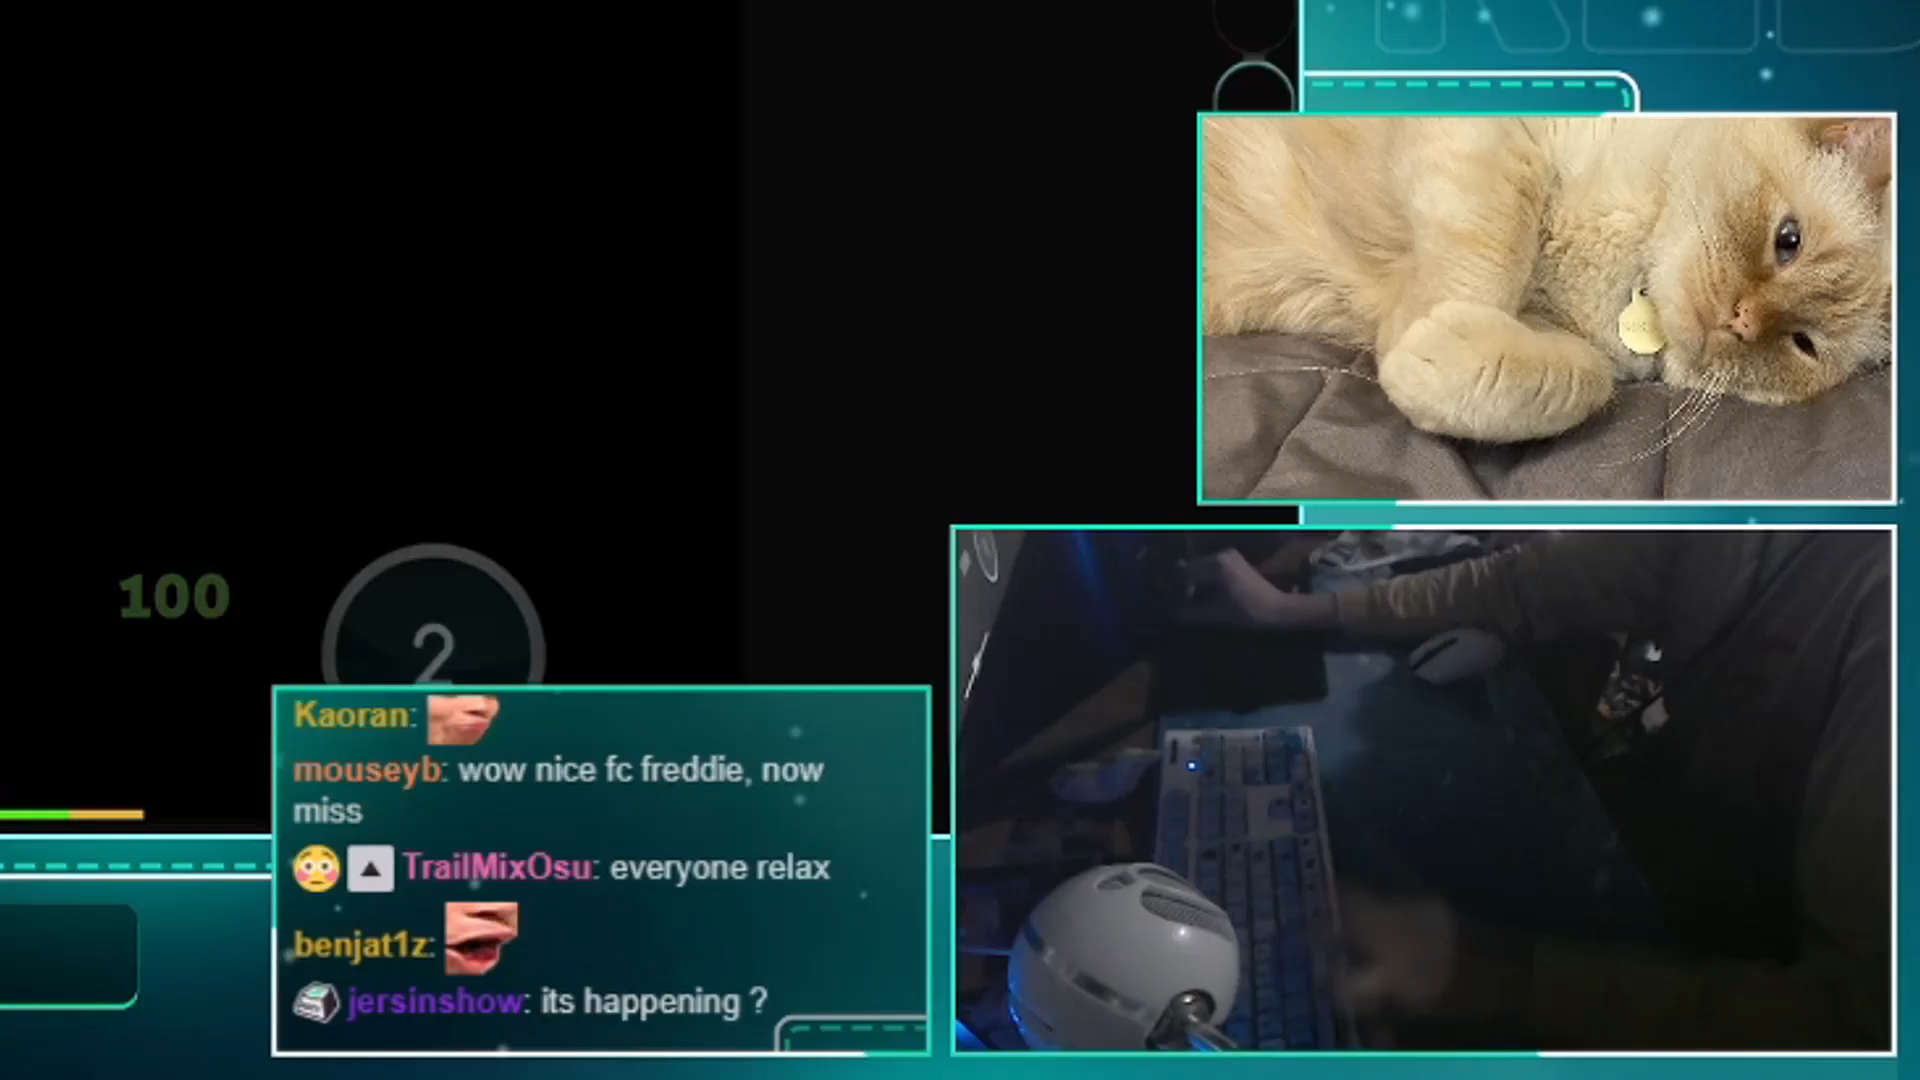 100
2
Kaoran:
mouseyb: wow nice fc freddie, now
miss
TrailMixOsu: everyone relax
benjat1z:
jersinshow: its happening ?